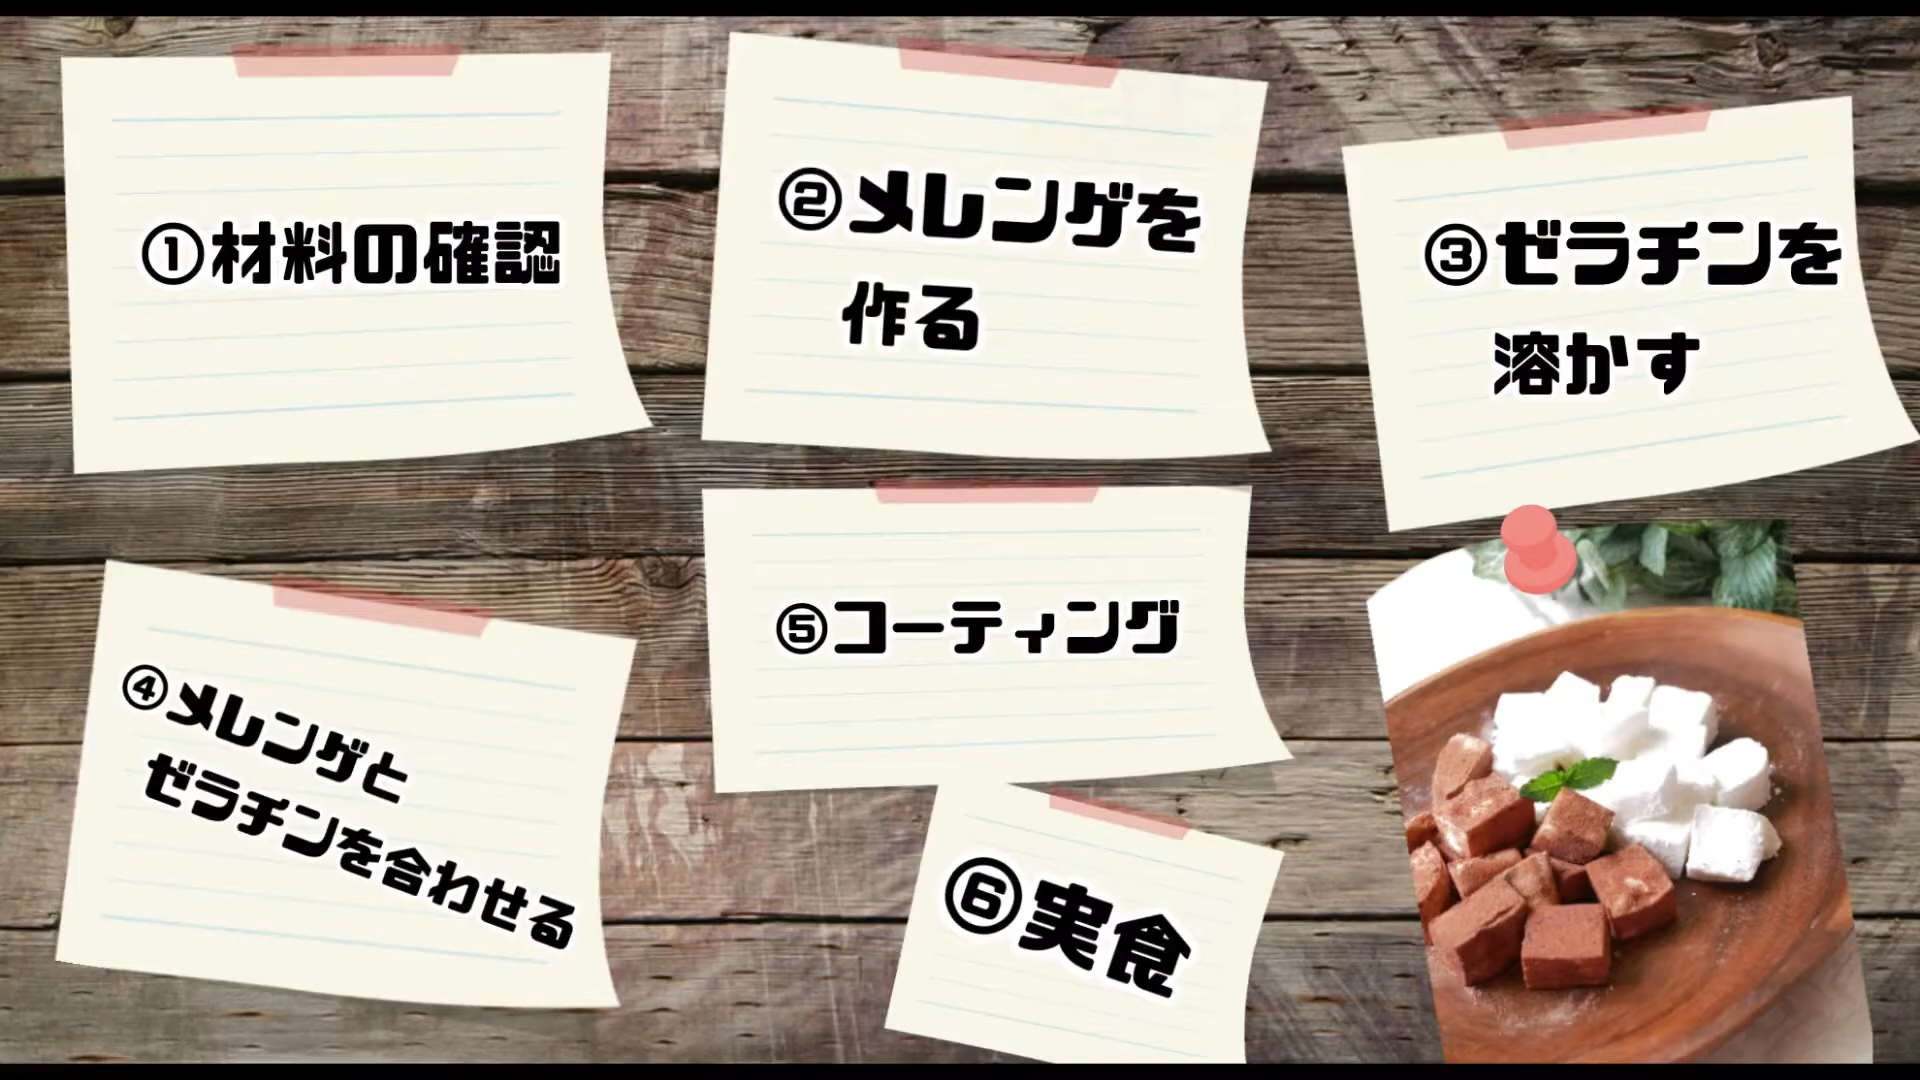 ①材料の確認
②メレンゲを
作る
③ゼラチンを
溶かす
④メレンゲと
ゼラチンを合わせる
⑤コーティング
⑥実食